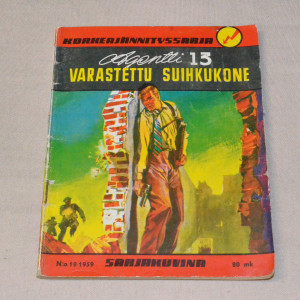 KORKEAJÄNNITYSSARJA
Agentti 13
VARASTETTU SUIHKUKONE
N:o 16 1959
SARJAKUVINA
60 mk